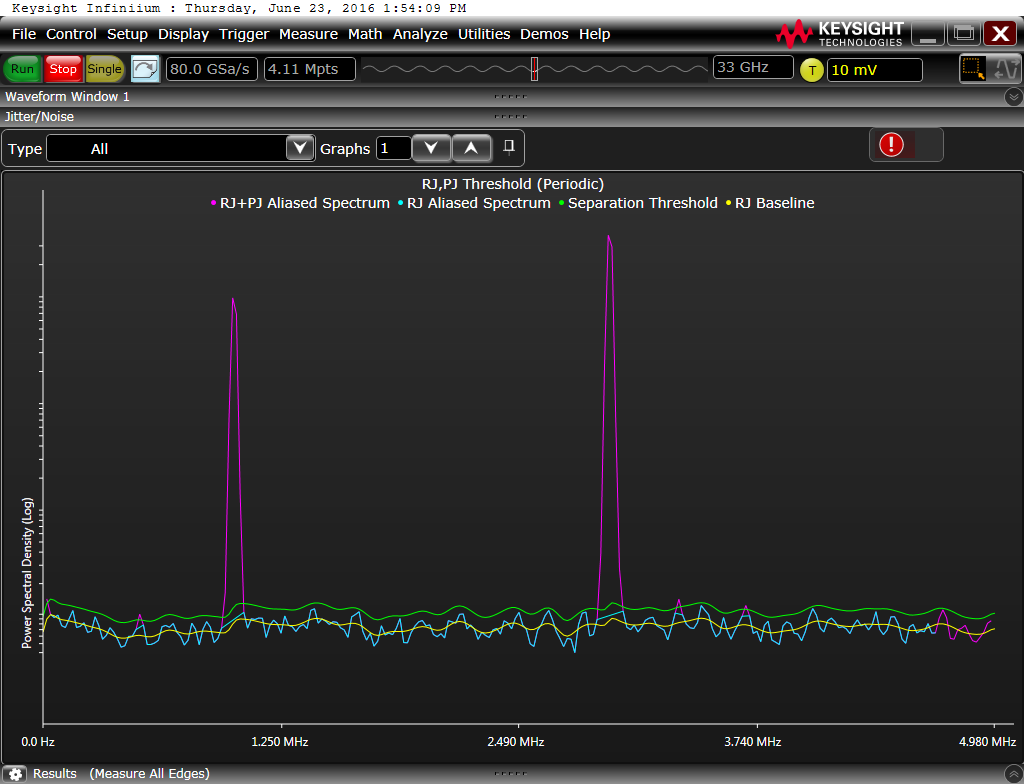 Keysight Infiniium : Thursday, June 23, 2016 1:54:09 PM
File Control Setup Display Trigger Measure Math Analyze Utilities Demos Help
KEYSIGHT
TECHNOLOGIES
Run Stop Single 80.0 GSa/s 4.11 Mpts 33 GHz T 10 mV
Waveform Window 1
Jitter/Noise
Type All Graphs 1
RJ,PJ Threshold (Periodic)
RJ+PJ Aliased Spectrum RJ Aliased Spectrum Separation Threshold RJ Baseline
Power Spectral Density (Log)
0.0 Hz 1.250 MHz 2.490 MHz 3.740 MHz 4.980 MHz
Results (Measure All Edges)